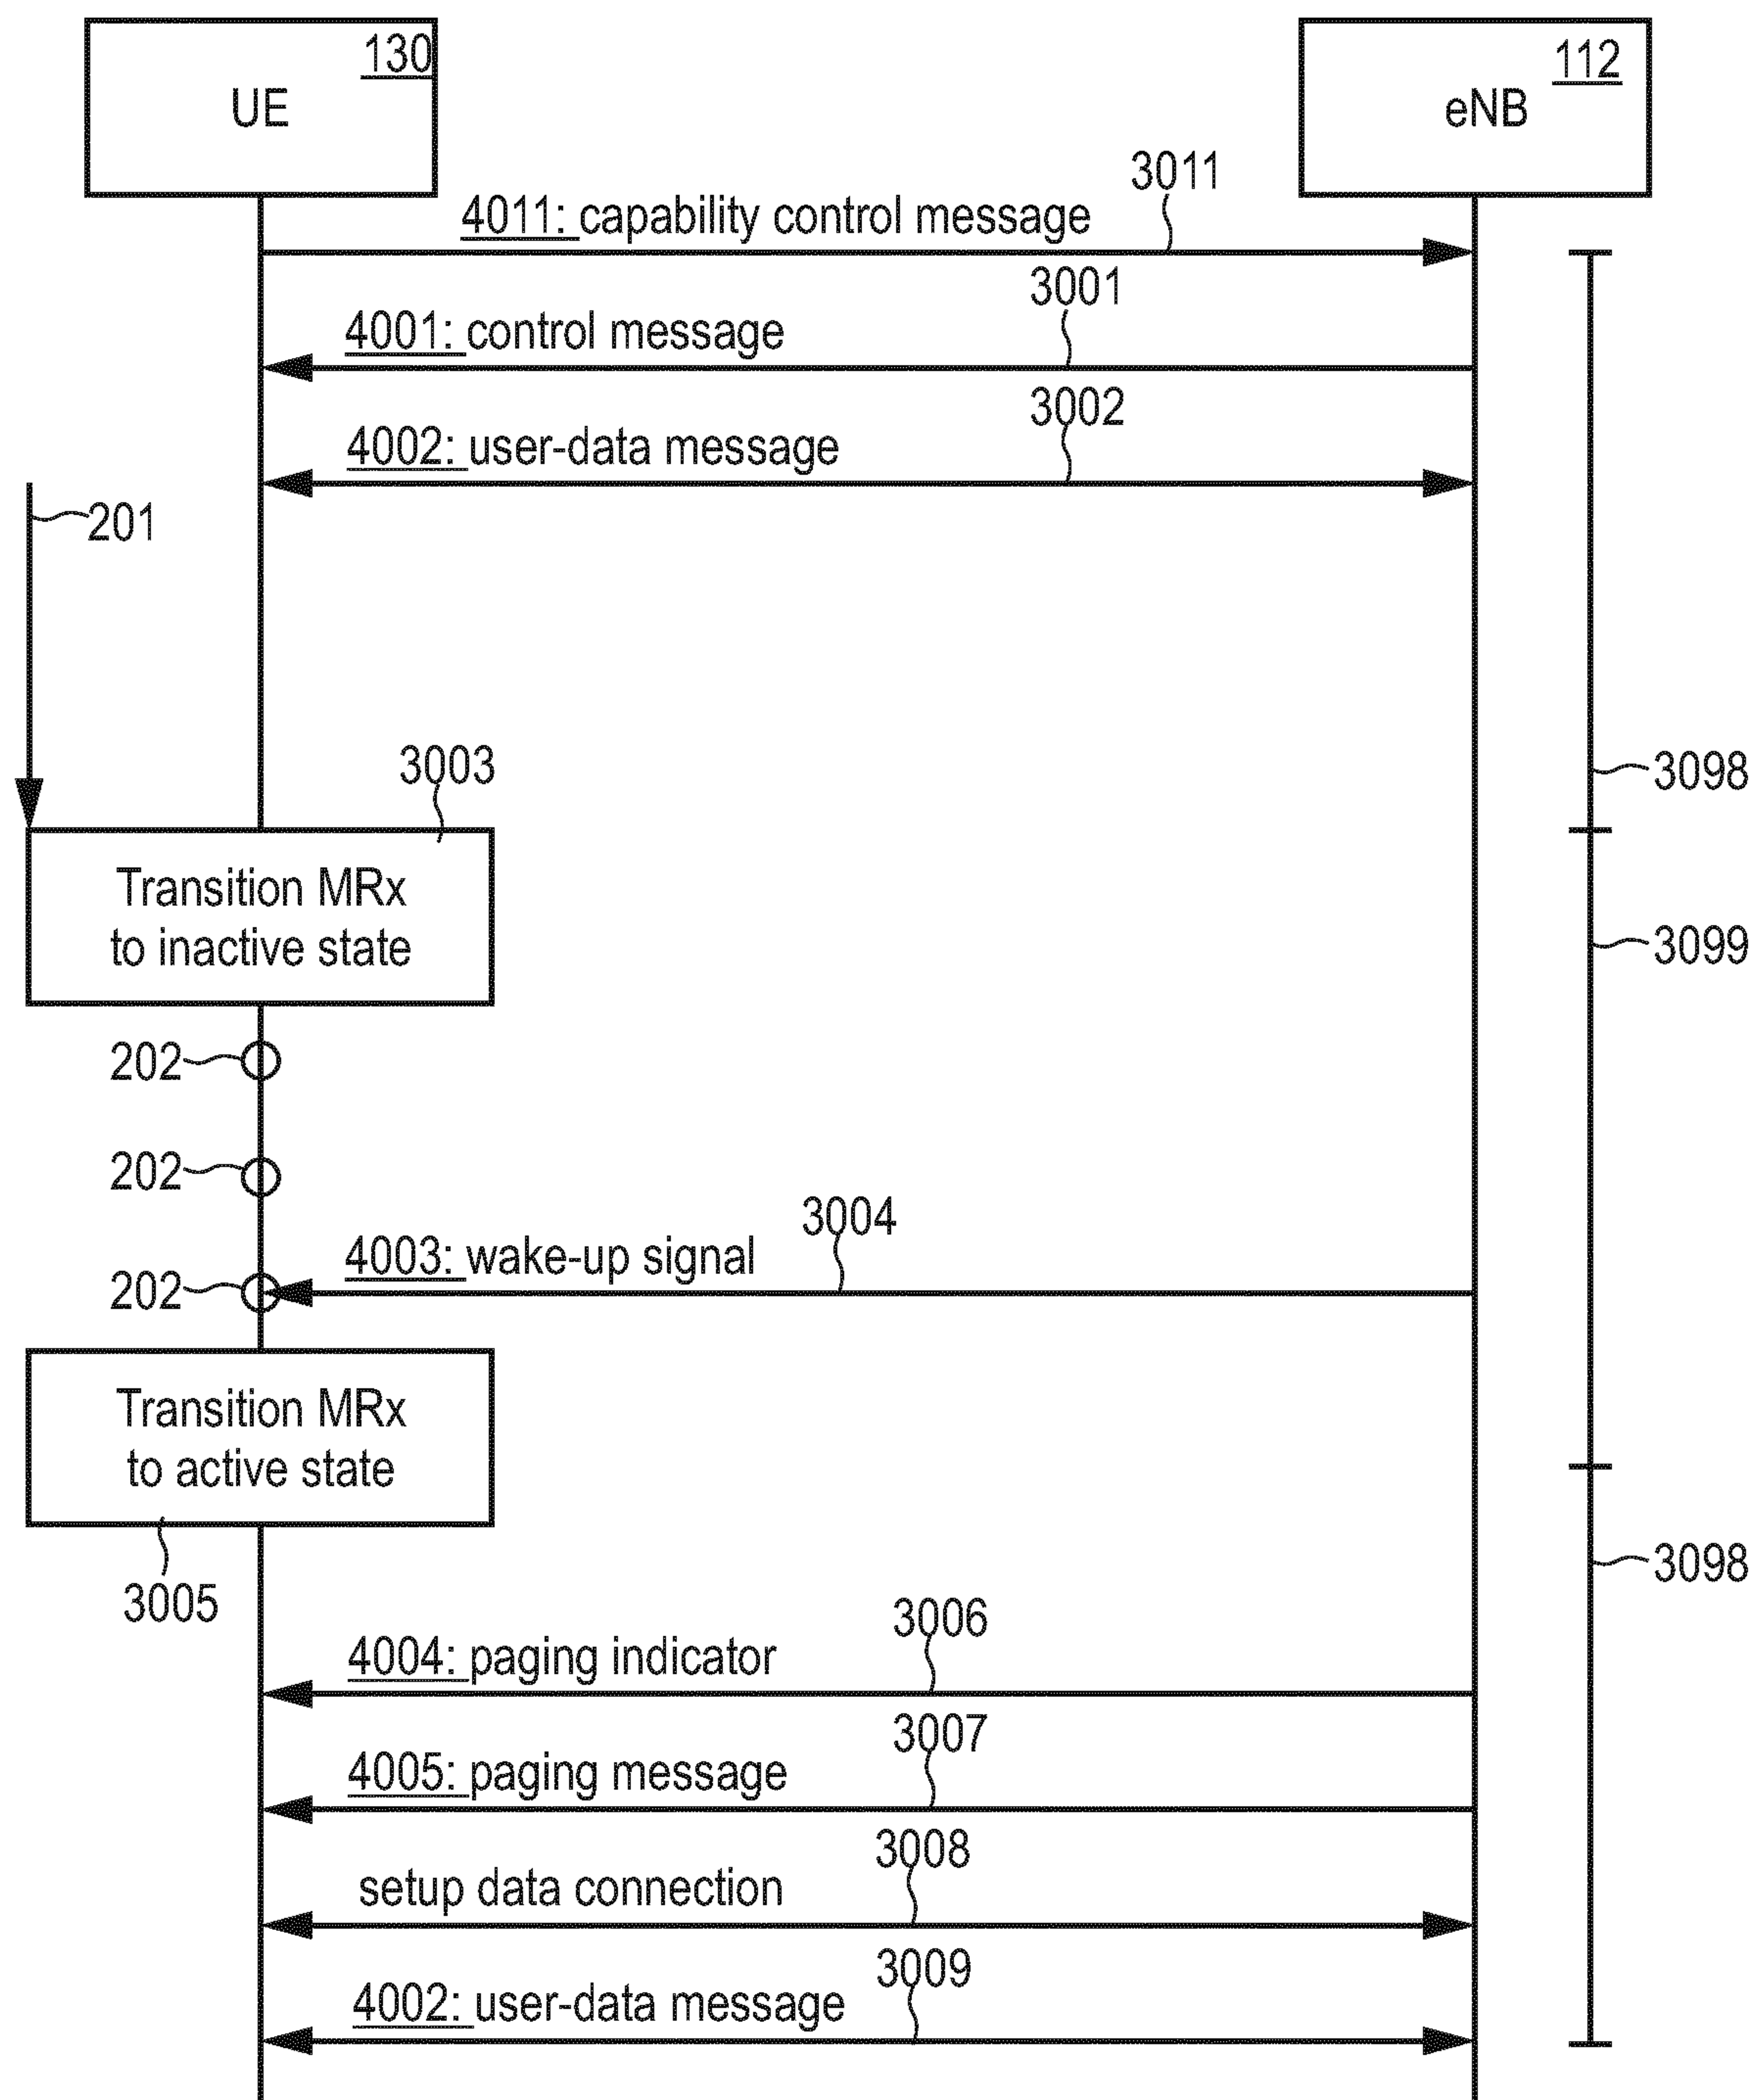 130
UE
112
eNB
3011
4011: capability control message
3001
4001: control message
3002
4002: user-data message
201
3003
3098
Transition MRx
to inactive state
3099
202
202
3004
4003: wake-up signal
202
Transition MRx
to active state
3098
3005
3006
4004: paging indicator
3007
4005: paging message
3008
setup data connection
3009
4002: user-data message